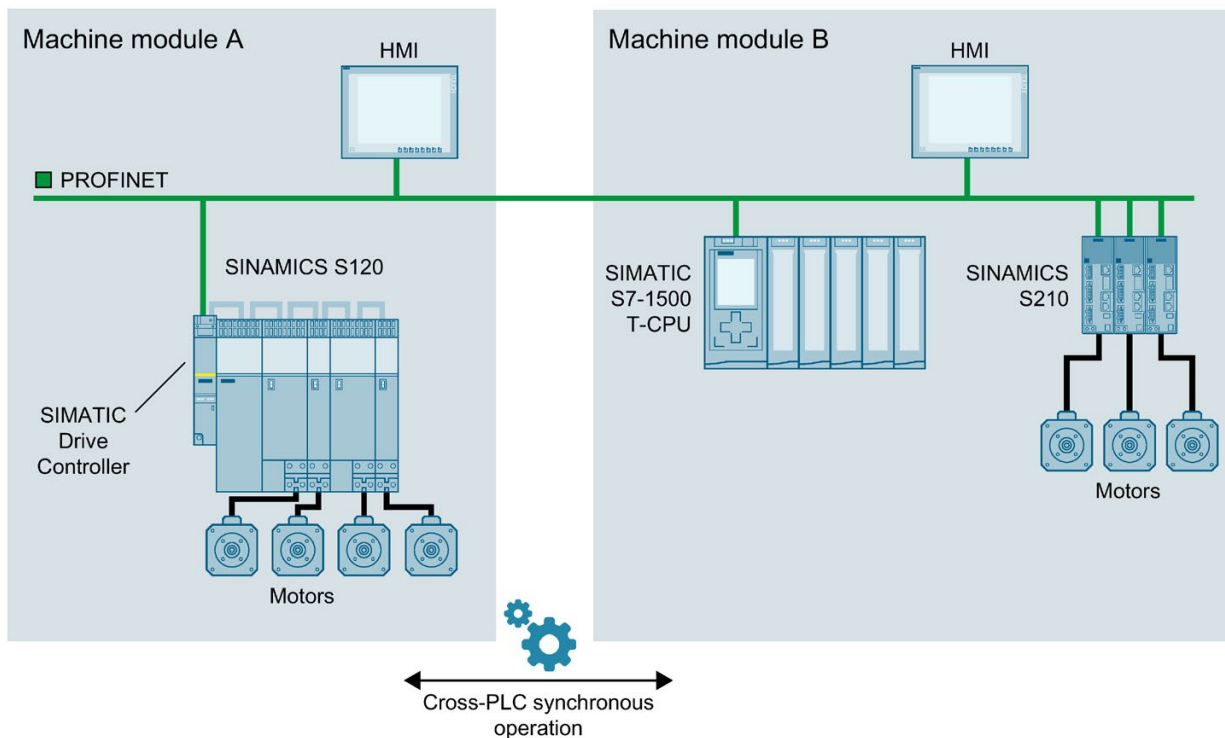 Machine module A
HMI
PROFINET
SINAMICS S120
SIMATIC
Drive
Controller
Motors
Machine module B
HMI
SIMATIC
S7-1500
T-CPU
SINAMICS
S210
Motors
Cross-PLC synchronous
operation